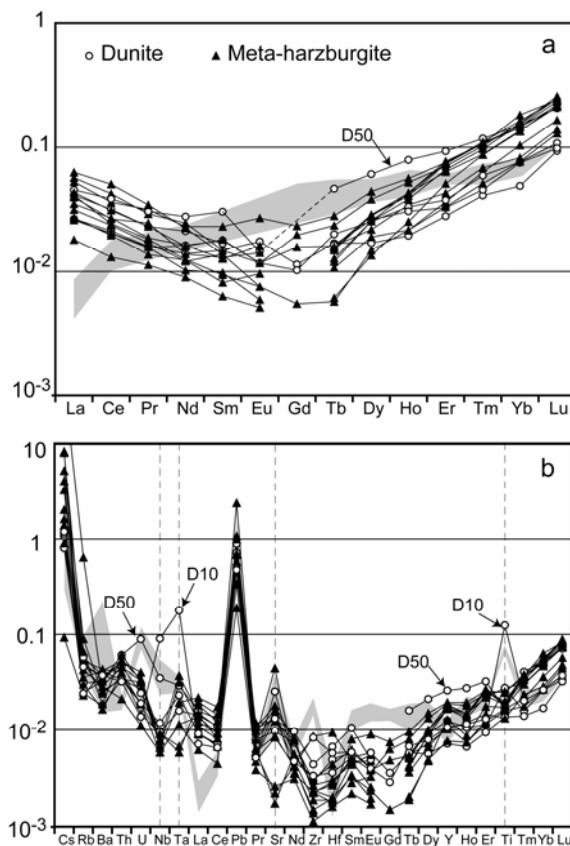 1
a
Dunite Meta-harzburgite
D50
0.1
10-2
10-3
La Ce Pr Nd Sm Eu Gd Tb Dy Ho Er Tm Yb Lu
10
b
1
D10
D50
D10
0.1
D50
10-2
10-3
Cs Rb Ba Th U Nb Ta La Ce Pb Pr Sr Nd Zr Hf Sm Eu Gd Tb Dy Y Ho Er Ti Tm Yb Lu